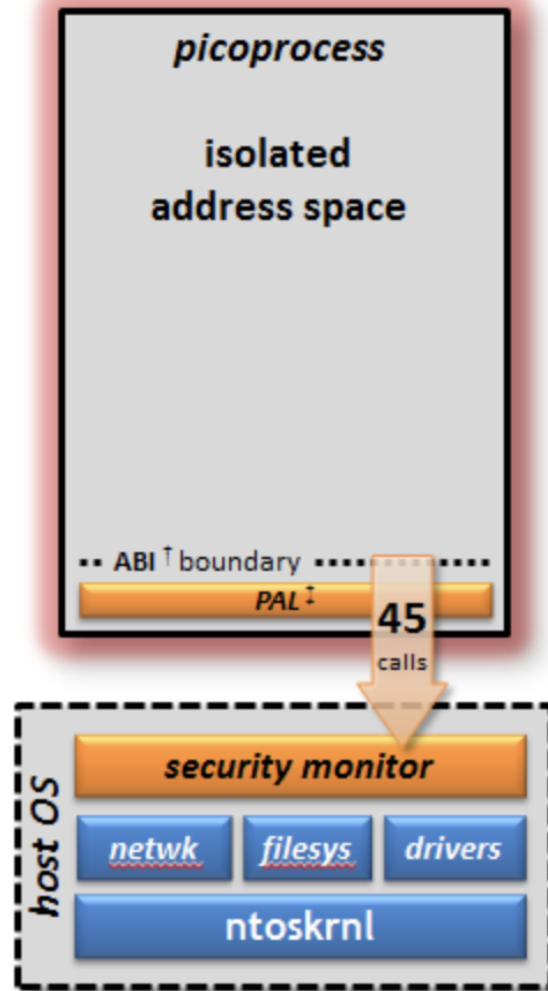 picoprocess
isolated
address space
ABI † boundary
PAL ‡
45
calls
host OS
security monitor
netwk filesys drivers
ntoskrnl